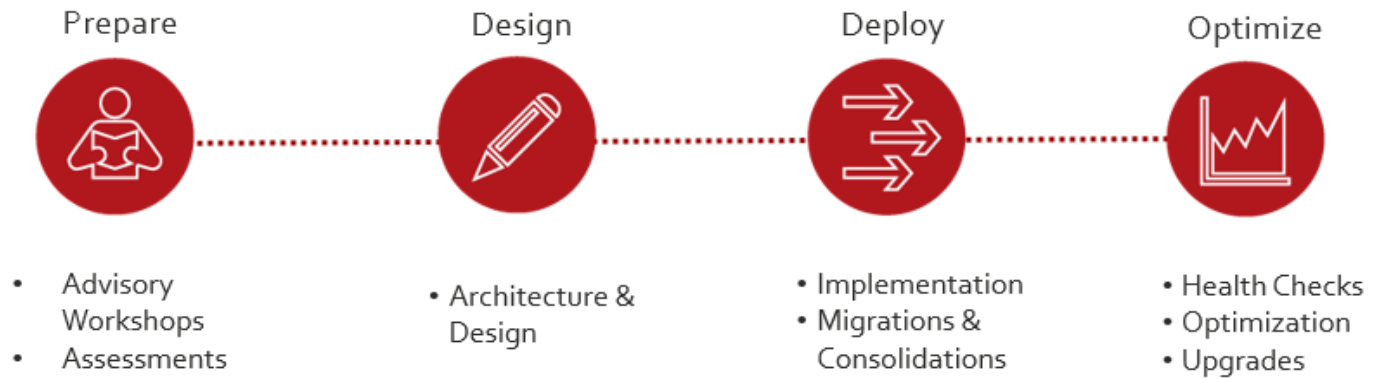 Prepare
Design
Deploy
Optimize
• Advisory
Workshops
• Assessments
• Architecture &
Design
• Implementation
• Migrations &
Consolidations
• Health Checks
• Optimization
• Upgrades